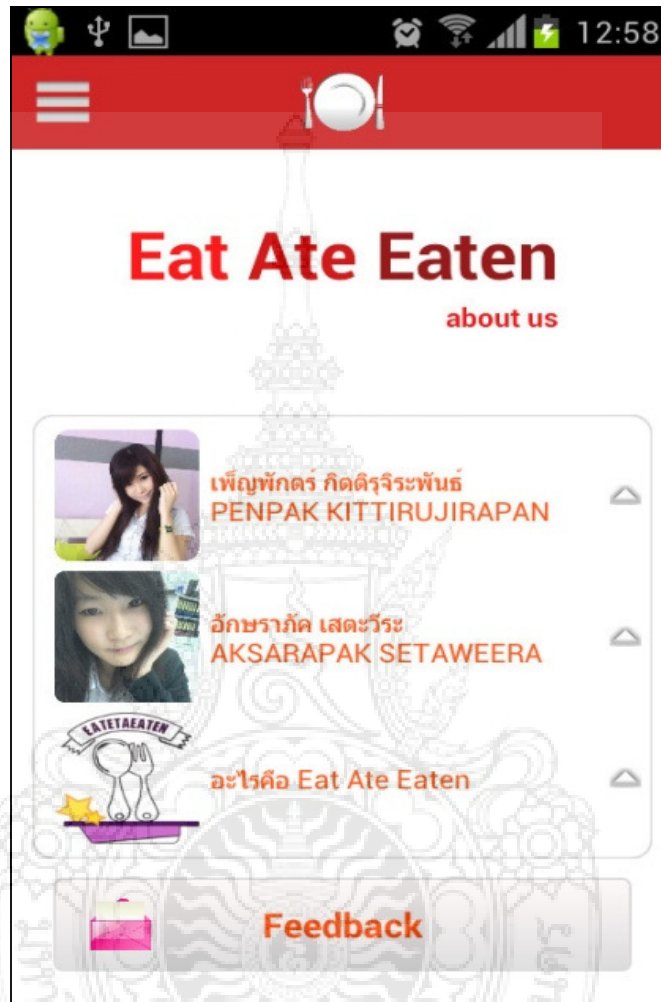 12:58
Eat Ate Eaten
about us
เพ็ญพักตร์ กิตติรุจิระพันธ์
PENPAK KITTIRUJIRAPAN
อักษราภัค เสตะวีระ
AKSARAPAK SETAWEERA
EATETAEATEN
อะไรคือ Eat Ate Eaten
Feedback